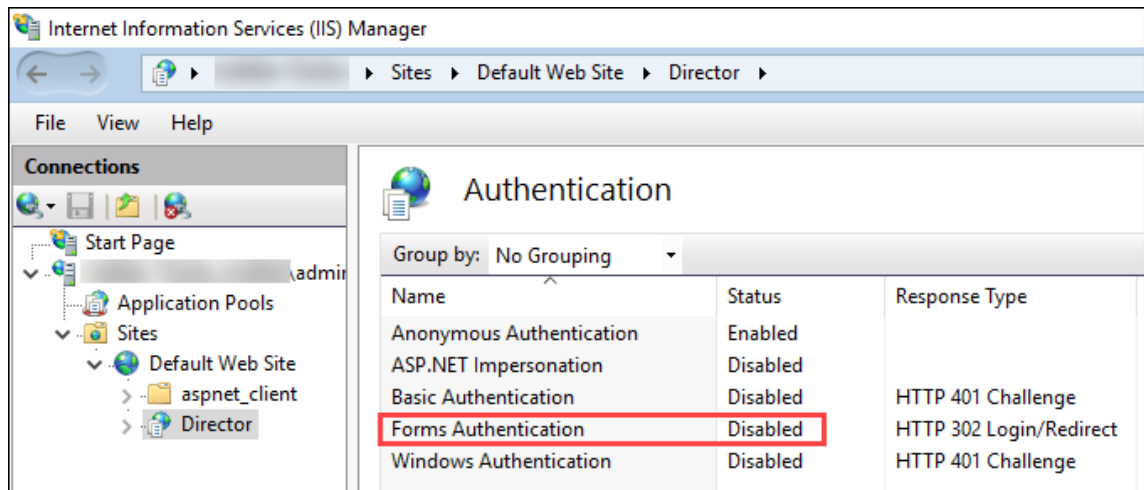 Internet Information Services (IIS) Manager
Sites Default Web Site Director
File View Help
Connections
Start Page
\admir
Application Pools
Sites
Default Web Site
aspnet_client
Director
Authentication
Group by: No Grouping
Name Status Response Type
Anonymous Authentication Enabled
ASP.NET Impersonation Disabled
Basic Authentication Disabled HTTP 401 Challenge
Forms Authentication Disabled HTTP 302 Login/Redirect
Windows Authentication Disabled HTTP 401 Challenge